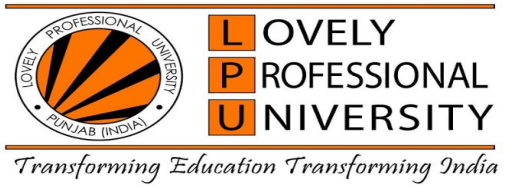 LOVELY PROFESSIONAL UNIVERSITY
• PUNJAB (INDIA) •
LOVELY
PROFESSIONAL
UNIVERSITY
Transforming Education Transforming India